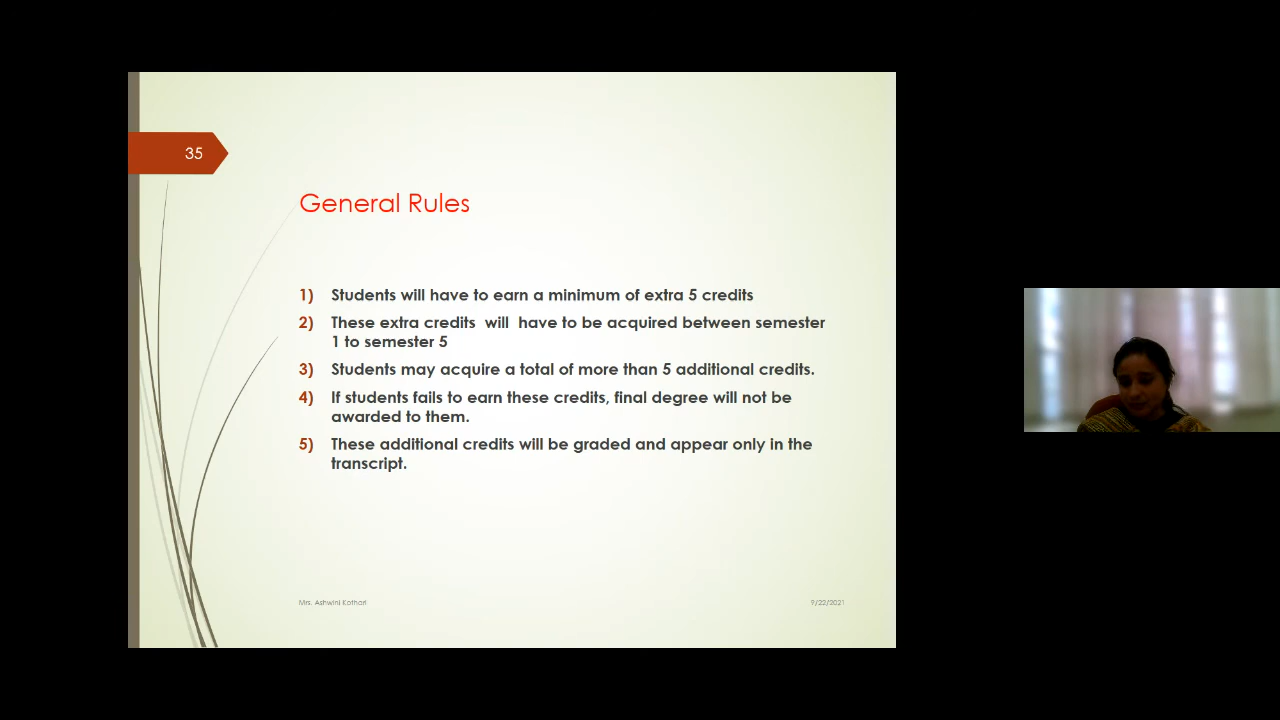 35
General Rules
1) Students will have to earn a minimum of extra 5 credits
2) These extra credits will have to be acquired between semester
1 to semester 5
3) Students may acquire a total of more than 5 additional credits.
4) If students fails to earn these credits, final degree will not be
awarded to them.
5) These additional credits will be graded and appear only in the
transcript.
Mrs. Ashwini Kothari
9/22/2021